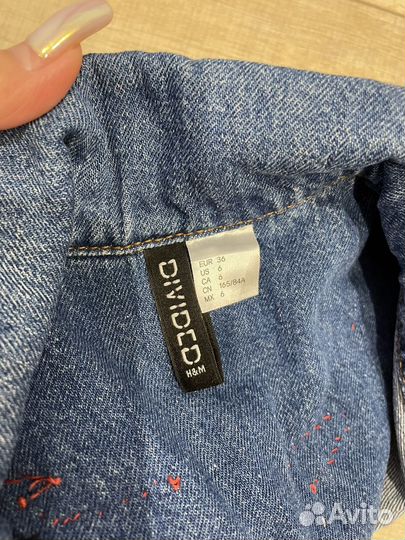 DIVIDED
H&M
EUR 36
US 6
CA 6
CN 165/84A
MX 6
Avito